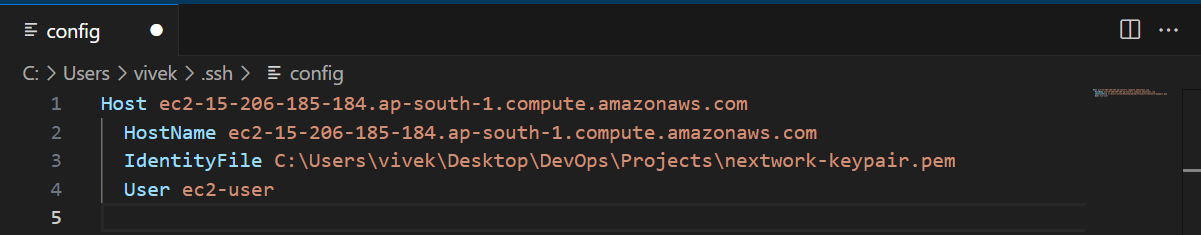 config
C: > Users > vivek > .ssh > config
1 Host ec2-15-206-185-184.ap-south-1.compute.amazonaws.com
2 HostName ec2-15-206-185-184.ap-south-1.compute.amazonaws.com
3 IdentityFile C:\Users\vivek\Desktop\DevOps\Projects\nextwork-keypair.pem
4 User ec2-user
5